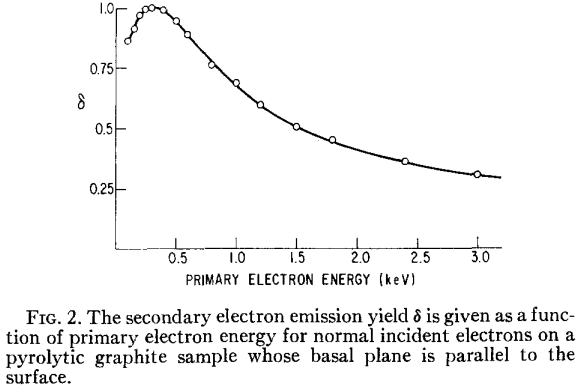 1.0
0.75
0.5
0.25
δ
0.5 1.0 1.5 2.0 2.5 3.0
PRIMARY ELECTRON ENERGY (keV)
FIG. 2. The secondary electron emission yield δ is given as a func-
tion of primary electron energy for normal incident electrons on a
pyrolytic graphite sample whose basal plane is parallel to the
surface.